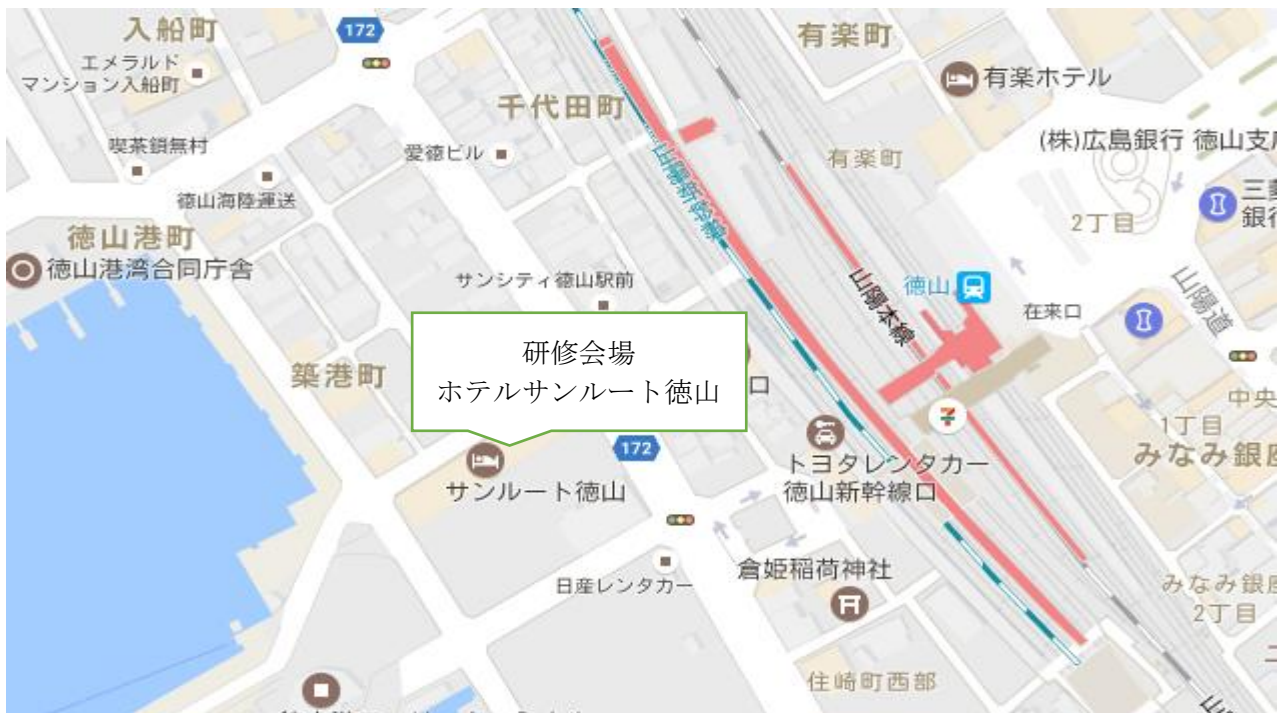 入船町
172
有楽町
エメラルド
マンション入船町
有楽ホテル
千代田町
喫茶鎖無村
愛徳ビル
有楽町
(株)広島銀行 徳山支
徳山海陸運送
山陽新幹線
2丁目
銀行
徳山港町
徳山港湾合同庁舎
サンシティ徳山駅前
徳山
山陽本線
在来口
山陽道
研修会場
ホテルサンルート徳山
築港町
口
中央
1丁目
みなみ銀座
172
トヨタレンタカー
徳山新幹線口
サンルート徳山
日産レンタカー
倉姫稲荷神社
みなみ銀座
2丁目
住崎町西部